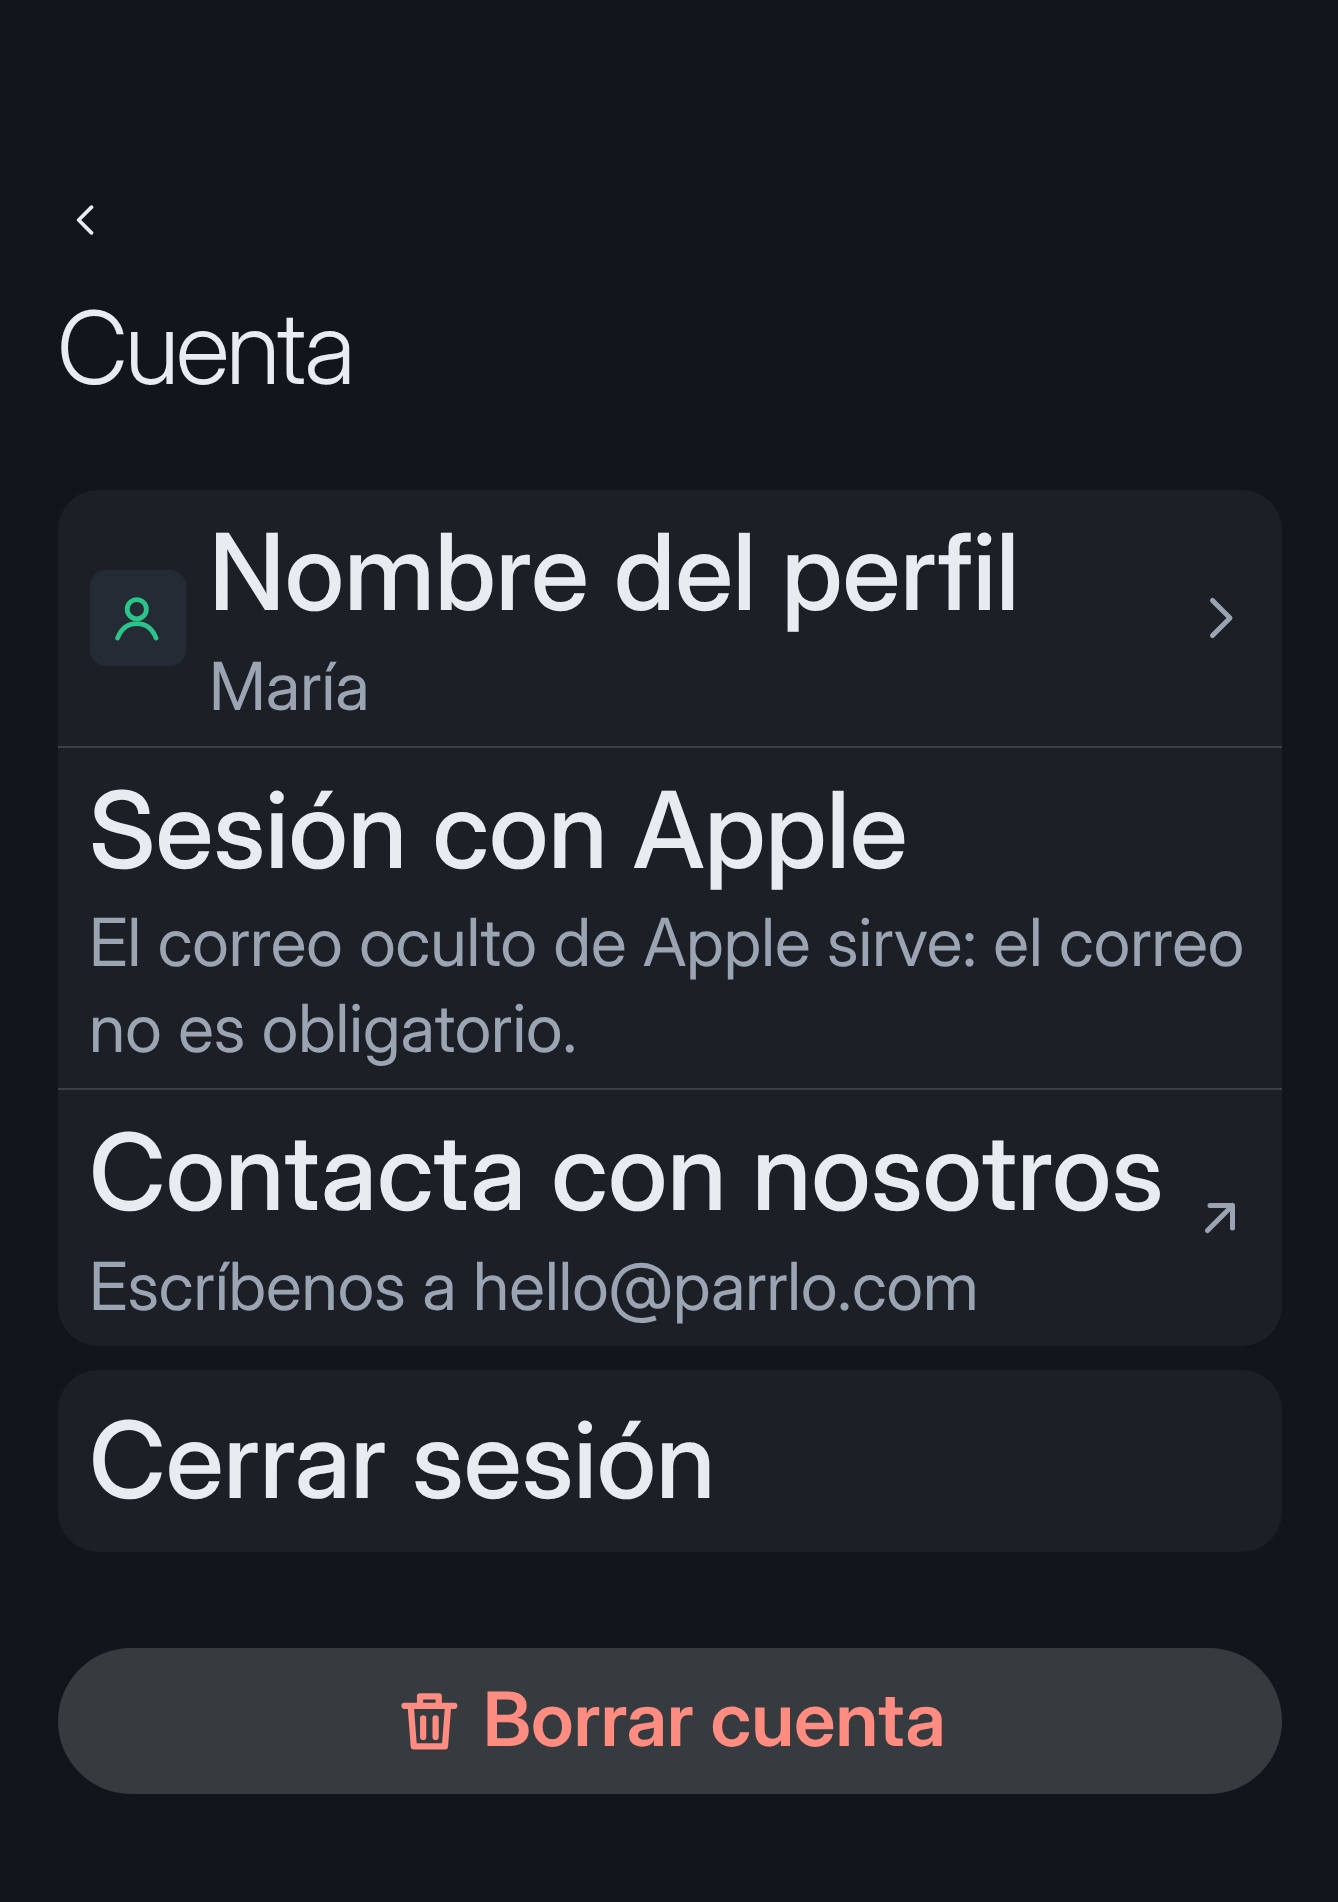 Cuenta
Nombre del perfil
María
Sesión con Apple
El correo oculto de Apple sirve: el correo
no es obligatorio.
Contacta con nosotros
Escríbenos a hello@parrlo.com
Cerrar sesión
Borrar cuenta